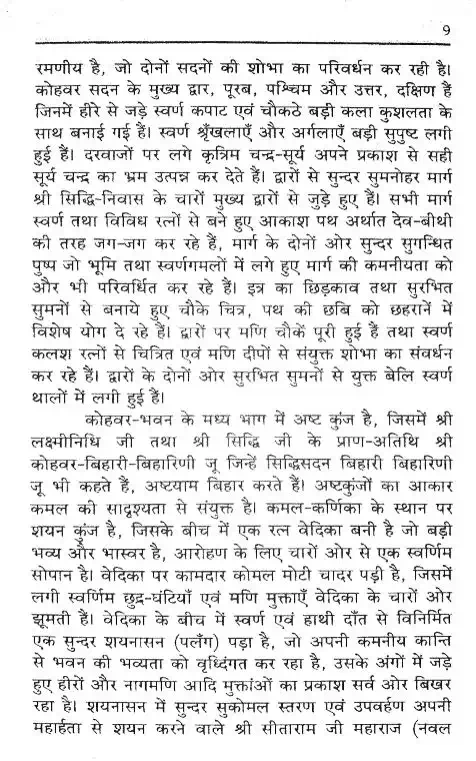 9
रमणीय है, जो दोनों सदनों की शोभा का परिवर्धन कर रही है।
कोहवर सदन के मुख्य द्वार, पूरब, पश्चिम और उत्तर, दक्षिण हैं
जिनमें हीरे से जड़े स्वर्ण कपाट एवं चौकठे बड़ी कला कुशलता के
साथ बनाई गई हैं। स्वर्ण श्रृँखलाएँ और अर्गलाएँ बड़ी सुपुष्ट लगी
हुई हैं। दरवाजों पर लगे कृत्रिम चन्द्र-सूर्य अपने प्रकाश से सही
सूर्य चन्द्र का भ्रम उत्पन्न कर देते हैं। द्वारों से सुन्दर सुमनोहर मार्ग
श्री सिद्धि-निवास के चारों मुख्य द्वारों से जुड़े हुए हैं। सभी मार्ग
स्वर्ण तथा विविध रत्नों से बने हुए आकाश पथ अर्थात देव-बीथी
की तरह जग-जग कर रहे हैं, मार्ग के दोनों ओर सुन्दर सुगन्धित
पुष्प जो भूमि तथा स्वर्णगमलों में लगे हुए मार्ग की कमनीयता को
और भी परिवर्धित कर रहे हैं। इत्र का छिड़काव तथा सुरभित
सुमनों से बनाये हुए चौके चित्र, पथ की छबि को छहरानें में
विशेष योग दे रहे हैं। द्वारों पर मणि चौकें पूरी हुई हैं तथा स्वर्ण
कलश रत्नों से चित्रित एवं मणि दीपों से संयुक्त शोभा का संवर्धन
कर रहे हैं। द्वारों के दोनों ओर सुरभित सुमनों से युक्त बेलि स्वर्ण
थालों में लगी हुई हैं।
कोहवर-भवन के मध्य भाग में अष्ट कुंज है, जिसमें श्री
लक्ष्मीनिधि जी तथा श्री सिद्धि जी के प्राण-अतिथि श्री
कोहवर-बिहारी-बिहारिणी जू जिन्हें सिद्धिसदन बिहारी बिहारिणी
जू भी कहते हैं, अष्टयाम बिहार करते हैं। अष्टकुंजों का आकार
कमल की सादृश्यता से संयुक्त है। कमल-कर्णिका के स्थान पर
शयन कुंज है, जिसके बीच में एक रत्न वेदिका बनी है जो बड़ी
भव्य और भास्वर है, आरोहण के लिए चारों ओर से एक स्वर्णिम
सोपान है। वेदिका पर कामदार कोमल मोटी चादर पड़ी है, जिसमें
लगी स्वर्णिम छुद्र-घंटियाँ एवं मणि मुक्ताएँ वेदिका के चारों ओर
झूमती हैं। वेदिका के बीच में स्वर्ण एवं हाथी दाँत से विनिर्मित
एक सुन्दर शयनासन (पलँग) पड़ा है, जो अपनी कमनीय कान्ति
से भवन की भव्यता को वृध्दिंगत कर रहा है, उसके अंगों में जड़े
हुए हीरों और नागमणि आदि मुक्तांओं का प्रकाश सर्व ओर बिखर
रहा है। शयनासन में सुन्दर सुकोमल स्तरण एवं उपवर्हण अपनी
महार्हता से शयन करने वाले श्री सीताराम जी महाराज (नवल